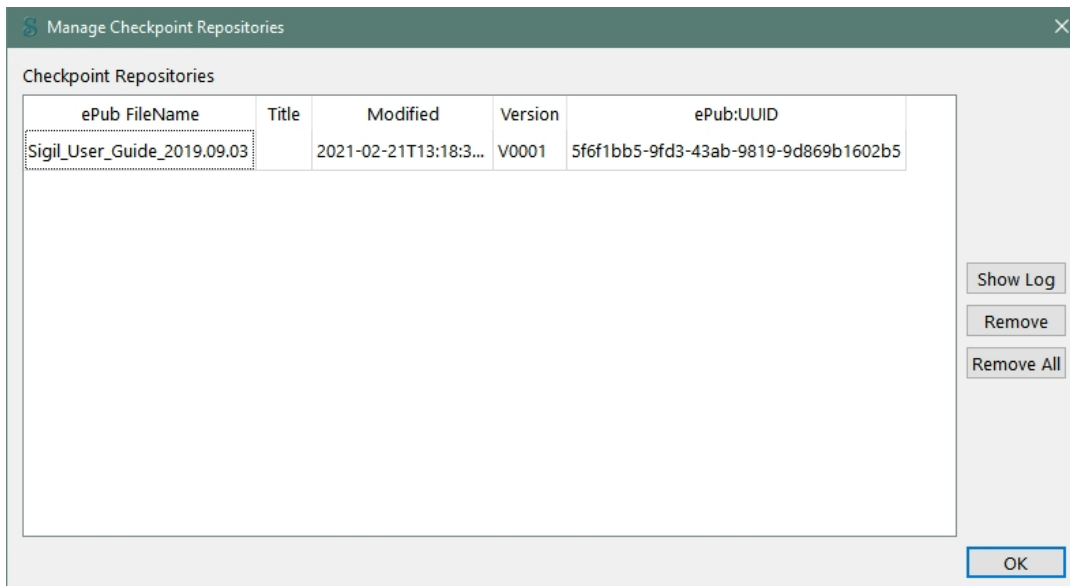 Manage Checkpoint Repositories
Checkpoint Repositories
ePub FileName Title Modified Version ePub:UUID
Sigil_User_Guide_2019.09.03 2021-02-21T13:18:3... V0001 5f6f1bb5-9fd3-43ab-9819-9d869b1602b5
Show Log
Remove
Remove All
OK